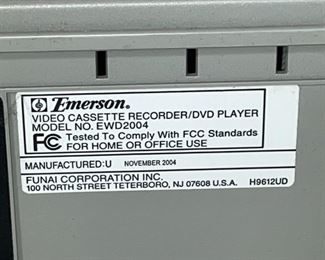 Emerson.
VIDEO CASSETTE RECORDER/DVD PLAYER
MODEL NO. EWD2004
FC Tested To Comply With FCC Standards
FOR HOME OR OFFICE USE
MANUFACTURED:U NOVEMBER 2004
FUNAI CORPORATION INC.
100 NORTH STREET TETERBORO, NJ 07608 U.S.A. H9612UD